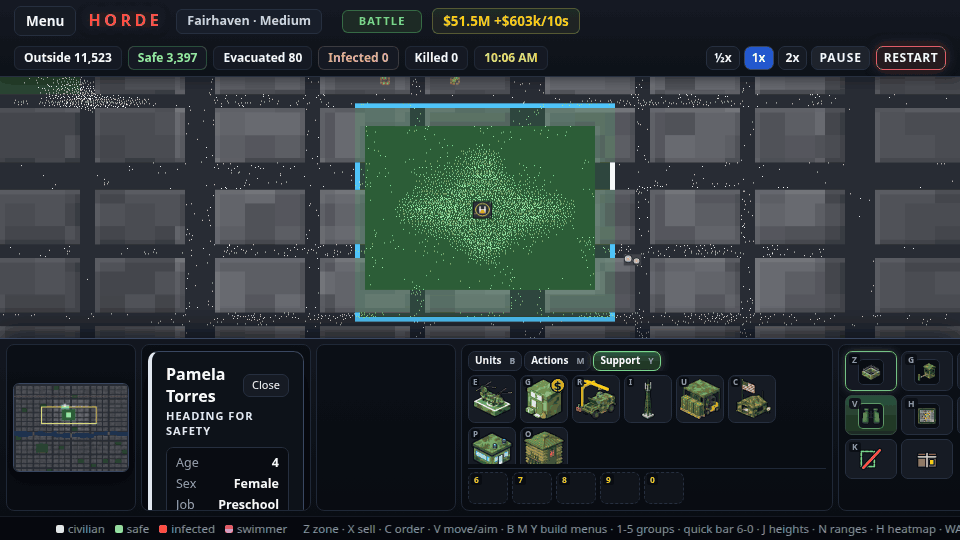 Menu HORDE Fairhaven · Medium BATTLE $51.5M +$603k/10s
Outside 11,523 Safe 3,397 Evacuated 80 Infected 0 Killed 0 10:06 AM ½x 1x 2x PAUSE RESTART
Pamela Torres Close
HEADING FOR SAFETY
Age 4
Sex Female
Job Preschool
Units B Actions M Support Y
E G $ R I U C
P O
6 7 8 9 0
Z G
V H
K
civilian safe infected swimmer Z zone · X sell · C order · V move/aim · B M Y build menus · 1-5 groups · quick bar 6-0 · J heights · N ranges · H heatmap · WA